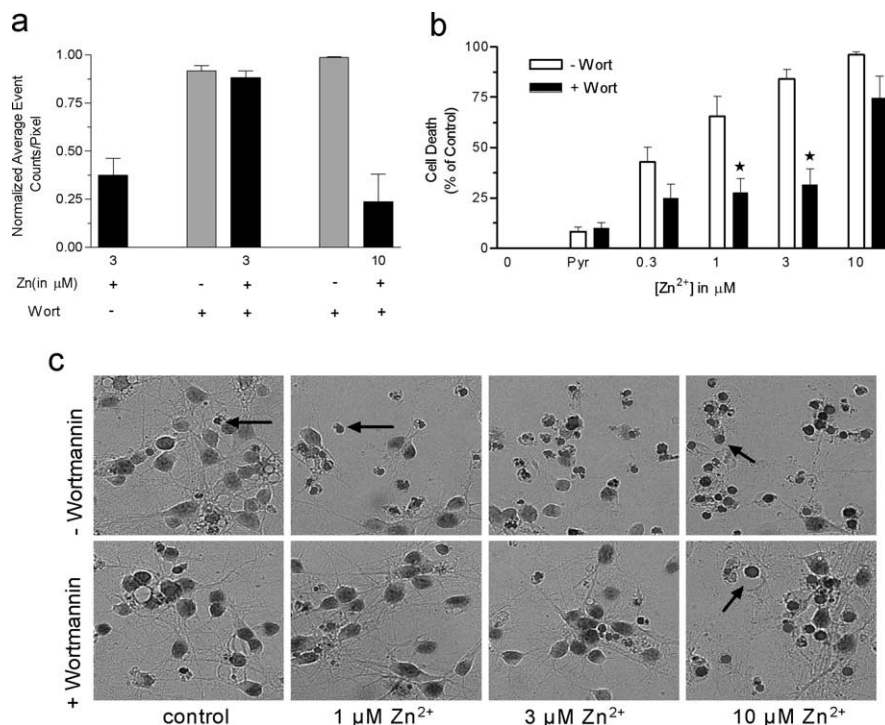 a
Normalized Average Event
Counts/Pixel
1.00
0.75
0.50
0.25
0.00
3 3 10
Zn(in μM) + - + - +
Wort - + + + +
b
Cell Death
(% of Control)
100
75
50
25
0
- Wort
+ Wort
★ ★
0 Pyr 0.3 1 3 10
[Zn²⁺] in μM
c
- Wortmannin
+ Wortmannin
control 1 μM Zn²⁺ 3 μM Zn²⁺ 10 μM Zn²⁺